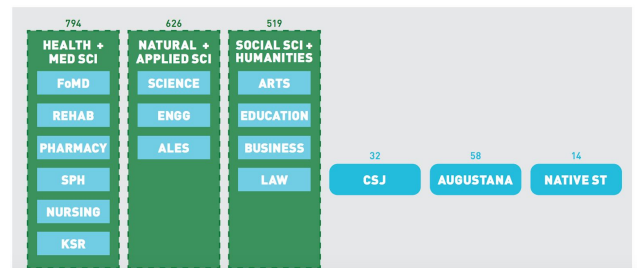 794
HEALTH +
MED SCI
FoMD
REHAB
PHARMACY
SPH
NURSING
KSR
626
NATURAL +
APPLIED SCI
SCIENCE
ENGG
ALES
519
SOCIAL SCI +
HUMANITIES
ARTS
EDUCATION
BUSINESS
LAW
32
CSJ
58
AUGUSTANA
14
NATIVE ST